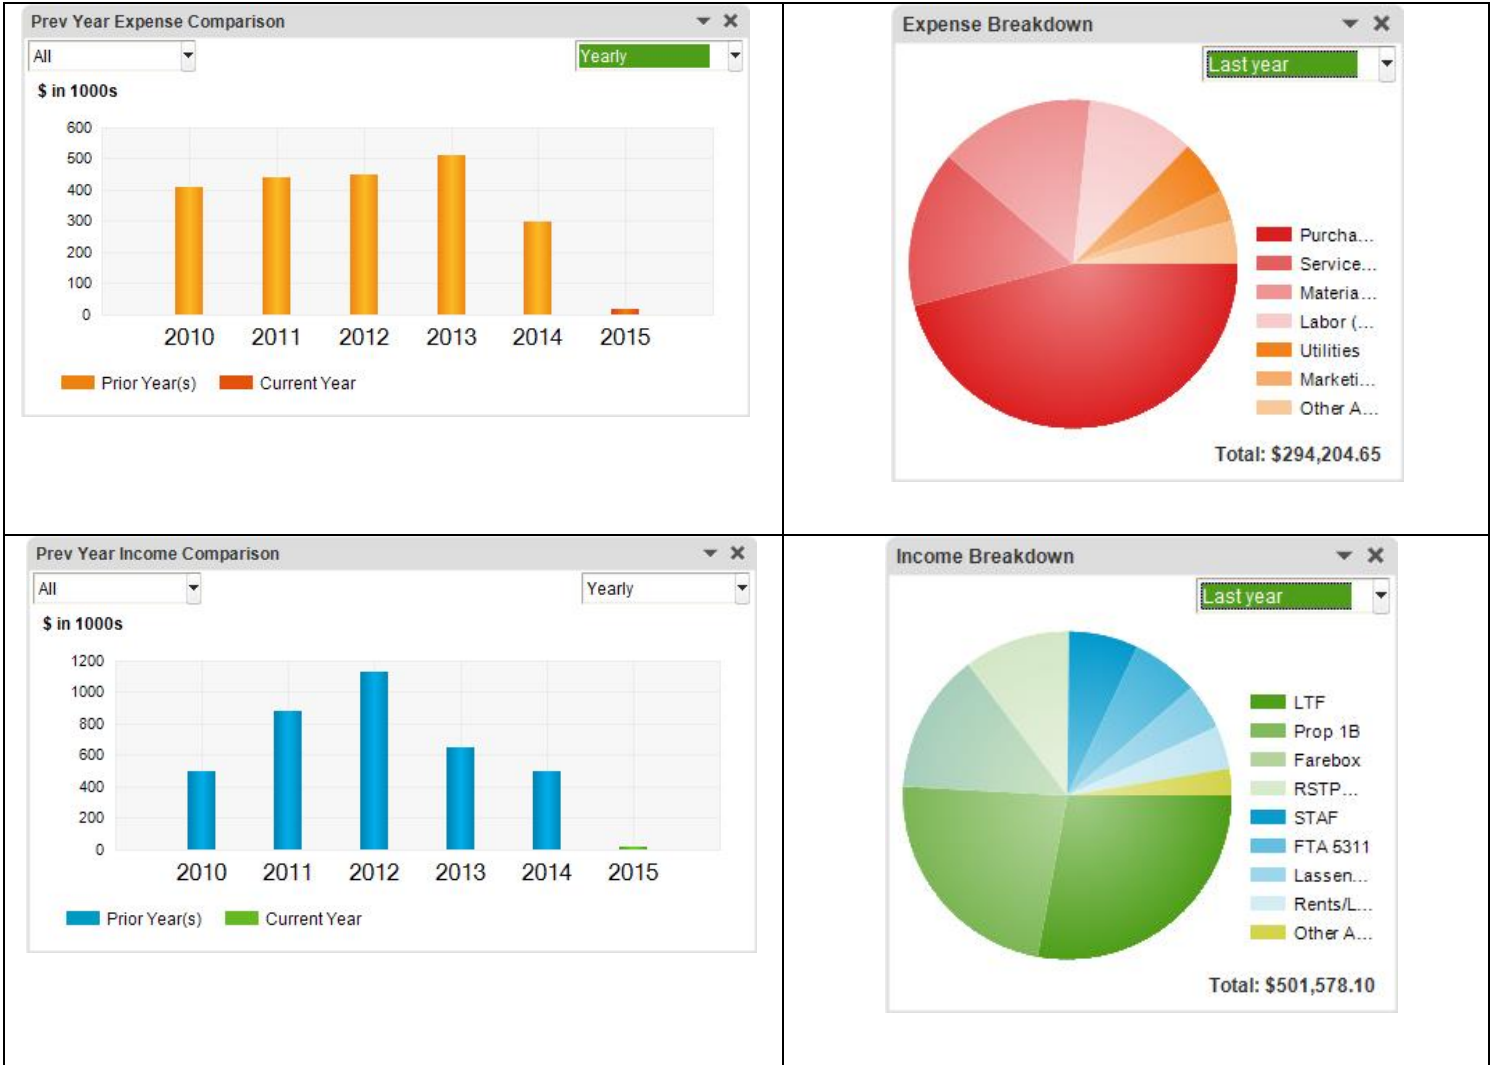 Prev Year Expense Comparison
All
Yearly
$ in 1000s
600
500
400
300
200
100
0
2010 2011 2012 2013 2014 2015
Prior Year(s) Current Year
Expense Breakdown
Last year
Purcha...
Service...
Materia...
Labor (...
Utilities
Marketi...
Other A...
Total: $294,204.65
Prev Year Income Comparison
All
Yearly
$ in 1000s
1200
1000
800
600
400
200
0
2010 2011 2012 2013 2014 2015
Prior Year(s) Current Year
Income Breakdown
Last year
LTF
Prop 1B
Farebox
RSTP...
STAF
FTA 5311
Lassen...
Rents/L...
Other A...
Total: $501,578.10